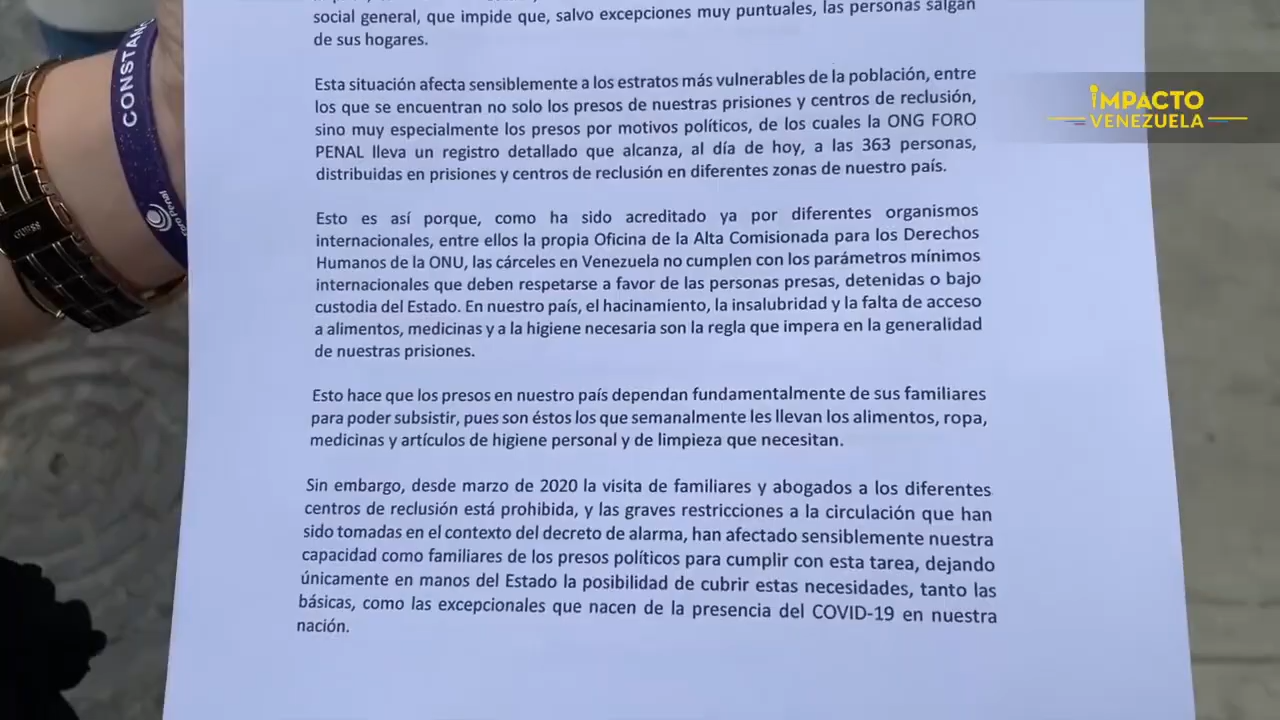 social general, que impide que, salvo excepciones muy puntuales, las personas salgan
de sus hogares.
Esta situación afecta sensiblemente a los estratos más vulnerables de la población, entre
los que se encuentran no solo los presos de nuestras prisiones y centros de reclusión,
sino muy especialmente los presos por motivos políticos, de los cuales la ONG FORO
PENAL lleva un registro detallado que alcanza, al día de hoy, a las 363 personas,
distribuidas en prisiones y centros de reclusión en diferentes zonas de nuestro país.
Esto es así porque, como ha sido acreditado ya por diferentes organismos
internacionales, entre ellos la propia Oficina de la Alta Comisionada para los Derechos
Humanos de la ONU, las cárceles en Venezuela no cumplen con los parámetros mínimos
internacionales que deben respetarse a favor de las personas presas, detenidas o bajo
custodia del Estado. En nuestro país, el hacinamiento, la insalubridad y la falta de acceso
a alimentos, medicinas y a la higiene necesaria son la regla que impera en la generalidad
de nuestras prisiones.
Esto hace que los presos en nuestro país dependan fundamentalmente de sus familiares
para poder subsistir, pues son éstos los que semanalmente les llevan los alimentos, ropa,
medicinas y artículos de higiene personal y de limpieza que necesitan.
Sin embargo, desde marzo de 2020 la visita de familiares y abogados a los diferentes
centros de reclusión está prohibida, y las graves restricciones a la circulación que han
sido tomadas en el contexto del decreto de alarma, han afectado sensiblemente nuestra
capacidad como familiares de los presos políticos para cumplir con esta tarea, dejando
únicamente en manos del Estado la posibilidad de cubrir estas necesidades, tanto las
básicas, como las excepcionales que nacen de la presencia del COVID-19 en nuestra
nación.
IMPACTO
VENEZUELA
CONSTAN
Foro Penal
GUESS